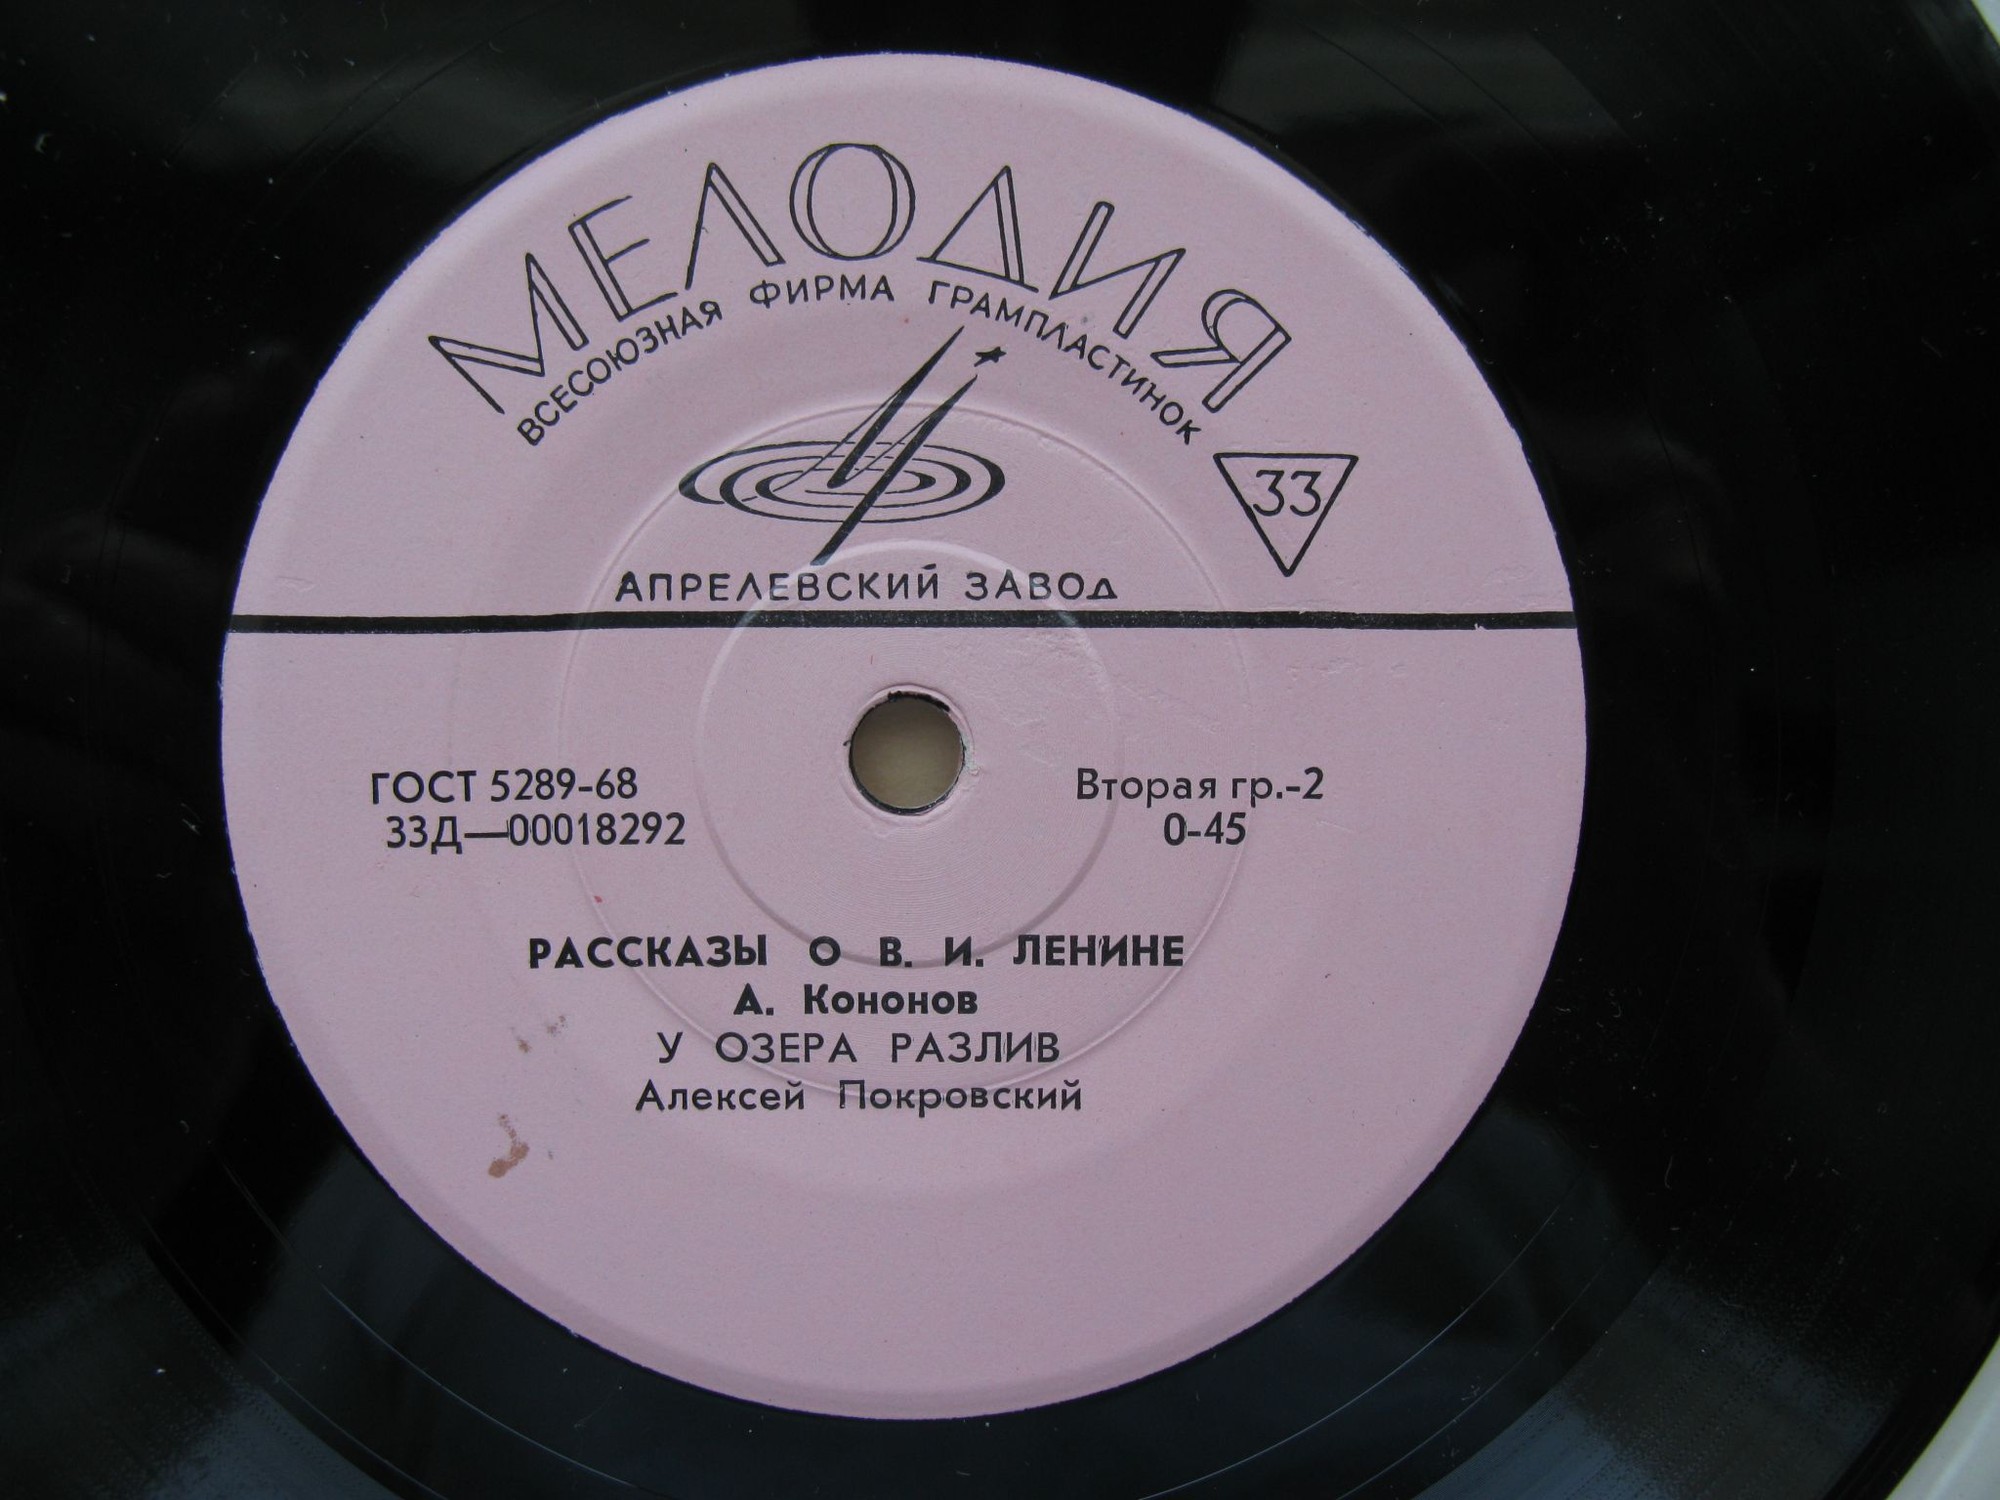 МЕЛОДИЯ
ВСЕСОЮЗНАЯ ФИРМА ГРАМПЛАСТИНОК
33
АПРЕЛЕВСКИЙ ЗАВОД
ГОСТ 5289-68
33Д—00018292
Вторая гр.-2
0-45
РАССКАЗЫ О В. И. ЛЕНИНЕ
А. Кононов
У ОЗЕРА РАЗЛИВ
Алексей Покровский